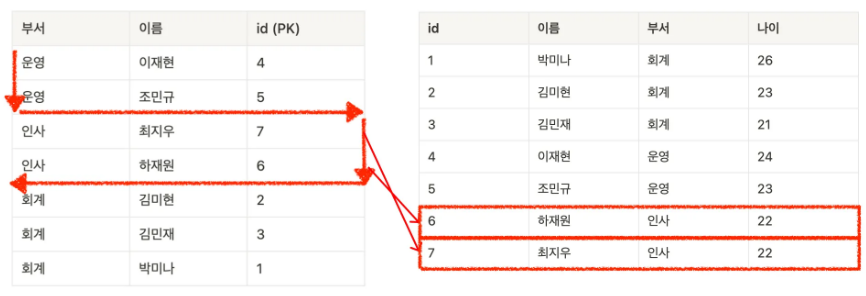 부서 이름 id (PK)
운영 이재현 4
운영 조민규 5
인사 최지우 7
인사 하재원 6
회계 김미현 2
회계 김민재 3
회계 박미나 1
id 이름 부서 나이
1 박미나 회계 26
2 김미현 회계 23
3 김민재 회계 21
4 이재현 운영 24
5 조민규 운영 23
6 하재원 인사 22
7 최지우 인사 22